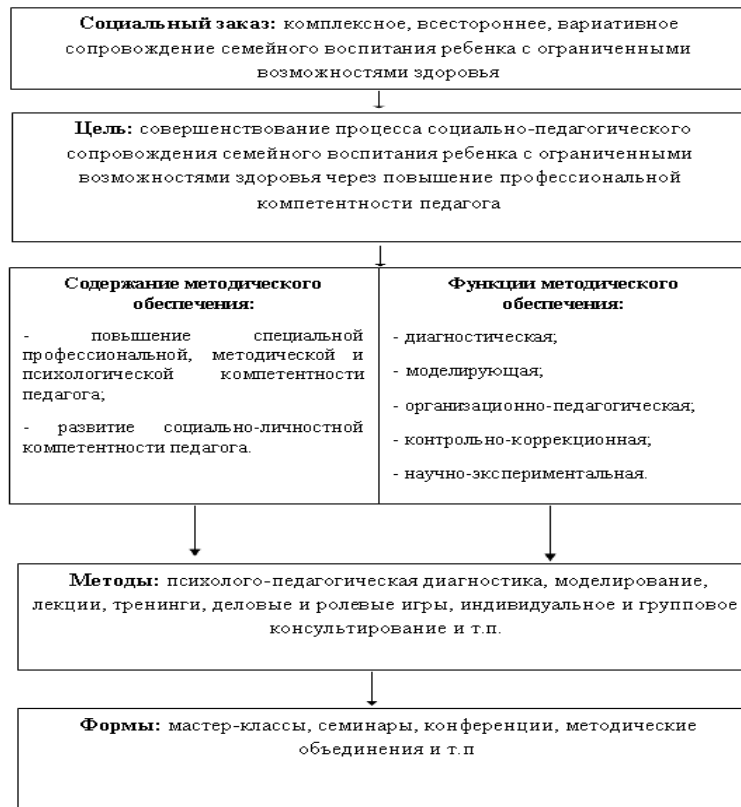 Социальный заказ: комплексное, всестороннее, вариативное
сопровождение семейного воспитания ребенка с ограниченными
возможностями здоровья
Цель: совершенствование процесса социально-педагогического
сопровождения семейного воспитания ребенка с ограниченными
возможностями здоровья через повышение профессиональной
компетентности педагога
Содержание методического
обеспечения:
- повышение специальной
профессиональной, методической и
психологической компетентности
педагога;
- развитие социально-личностной
компетентности педагога.
Функции методического
обеспечения:
- диагностическая;
- моделирующая;
- организационно-педагогическая;
- контрольно-коррекционная;
- научно-экспериментальная.
Методы: психолого-педагогическая диагностика, моделирование,
лекции, тренинги, деловые и ролевые игры, индивидуальное и групповое
консультирование и т.п.
Формы: мастер-классы, семинары, конференции, методические
объединения и т.п